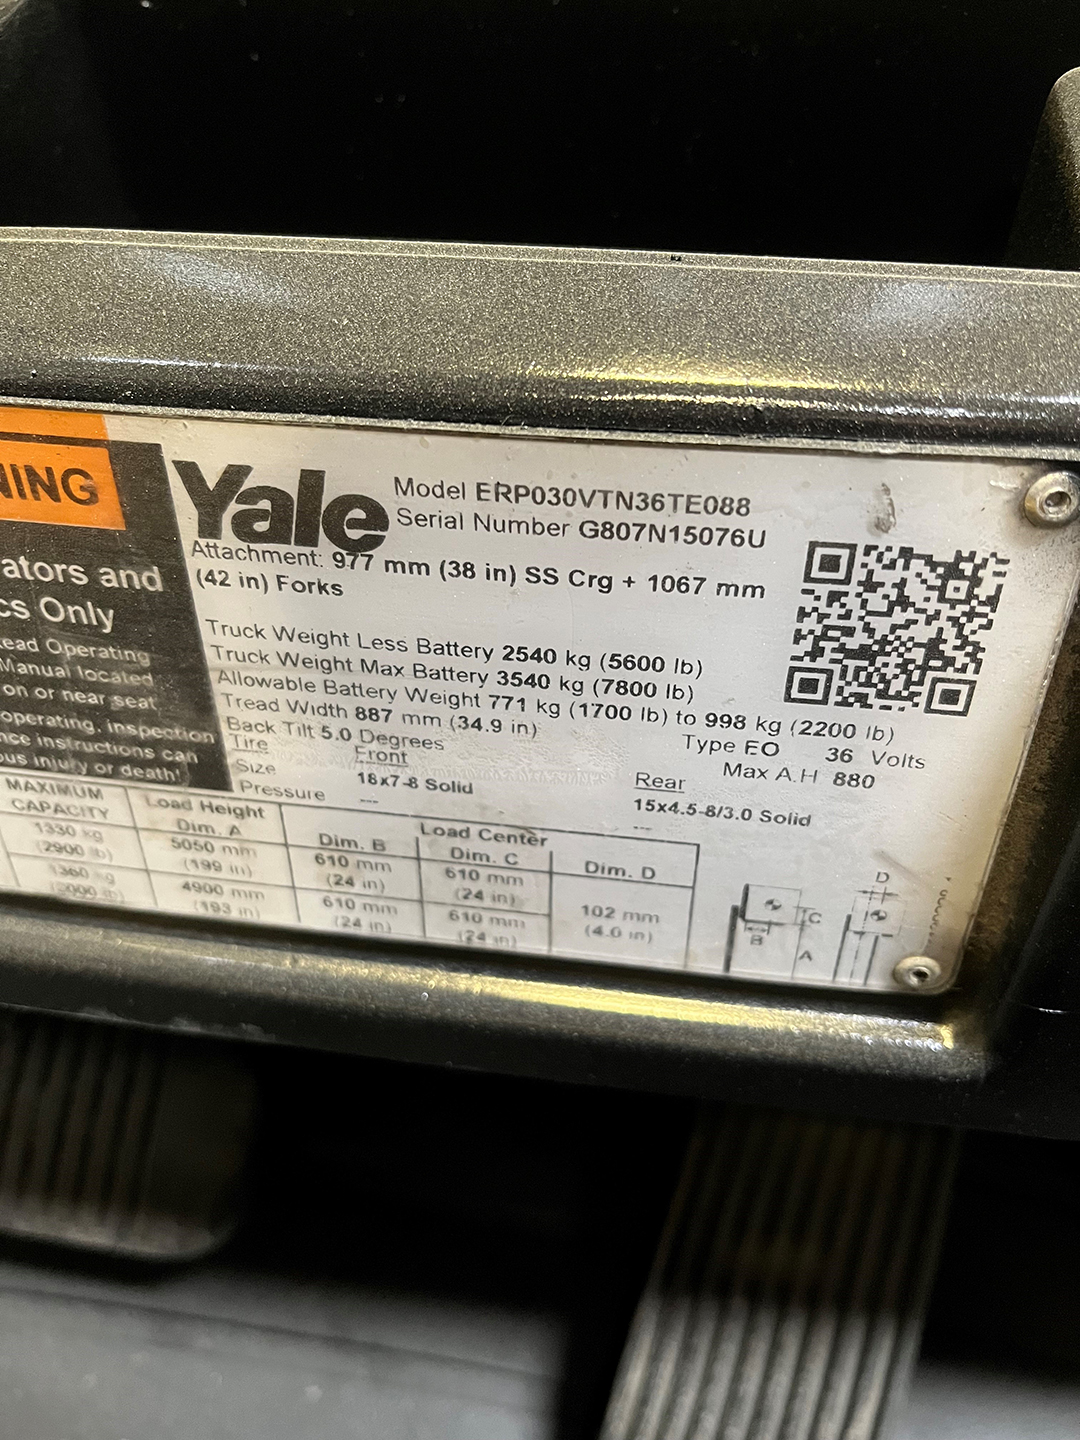 NING
Yale
Model ERP030VTN36TE088
Serial Number G807N15076U
Attachment: 977 mm (38 in) SS Crg + 1067 mm
(42 in) Forks
ators and
cs Only
ead Operating
Manual located
on or near seat
operating, inspection
nce instructions can
ous injury or death!
Truck Weight Less Battery 2540 kg (5600 lb)
Truck Weight Max Battery 3540 kg (7800 lb)
Allowable Battery Weight 771 kg (1700 lb) to 998 kg (2200 lb)
Tread Width 887 mm (34.9 in)
Type EO 36 Volts
Back Tilt 5.0 Degrees
Max A.H 880
Tire Front Rear
Size 18x7-8 Solid 15x4.5-8/3.0 Solid
Pressure --- ---
MAXIMUM CAPACITY
Load Height Dim. A
Load Center
Dim. B Dim. C Dim. D
1330 kg (2900 lb) 5050 mm (199 in) 610 mm (24 in) 610 mm (24 in)
1360 kg 4900 mm (193 in) 610 mm (24 in) 610 mm (24 in)
102 mm (4.0 in)
B C A D